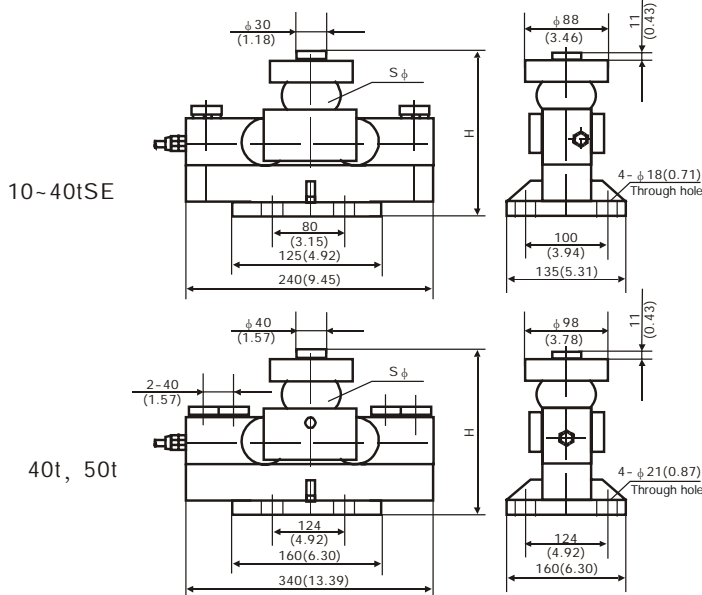 ϕ30
(1.18)
Sϕ
H
ϕ88
(3.46)
11
(0.43)
10~40tSE
4-ϕ18(0.71)
Through hole
80
(3.15)
125(4.92)
240(9.45)
100
(3.94)
135(5.31)
ϕ40
(1.57)
2-40
(1.57)
Sϕ
H
ϕ98
(3.78)
11
(0.43)
40t, 50t
4-ϕ21(0.87)
Through hole
124
(4.92)
160(6.30)
340(13.39)
124
(4.92)
160(6.30)